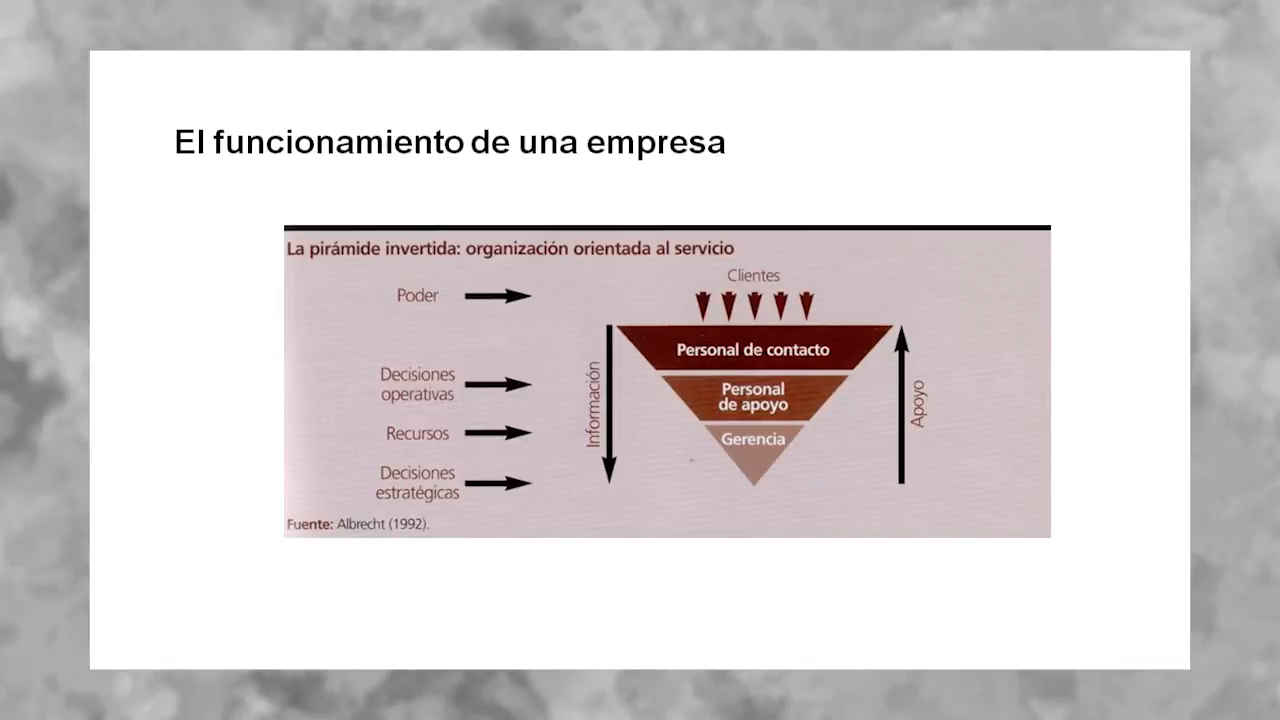 El funcionamiento de una empresa
La pirámide invertida: organización orientada al servicio
Clientes
Poder
Personal de contacto
Decisiones
operativas
Personal
de apoyo
Recursos
Gerencia
Decisiones
estratégicas
Información
Apoyo
Fuente: Albrecht (1992).